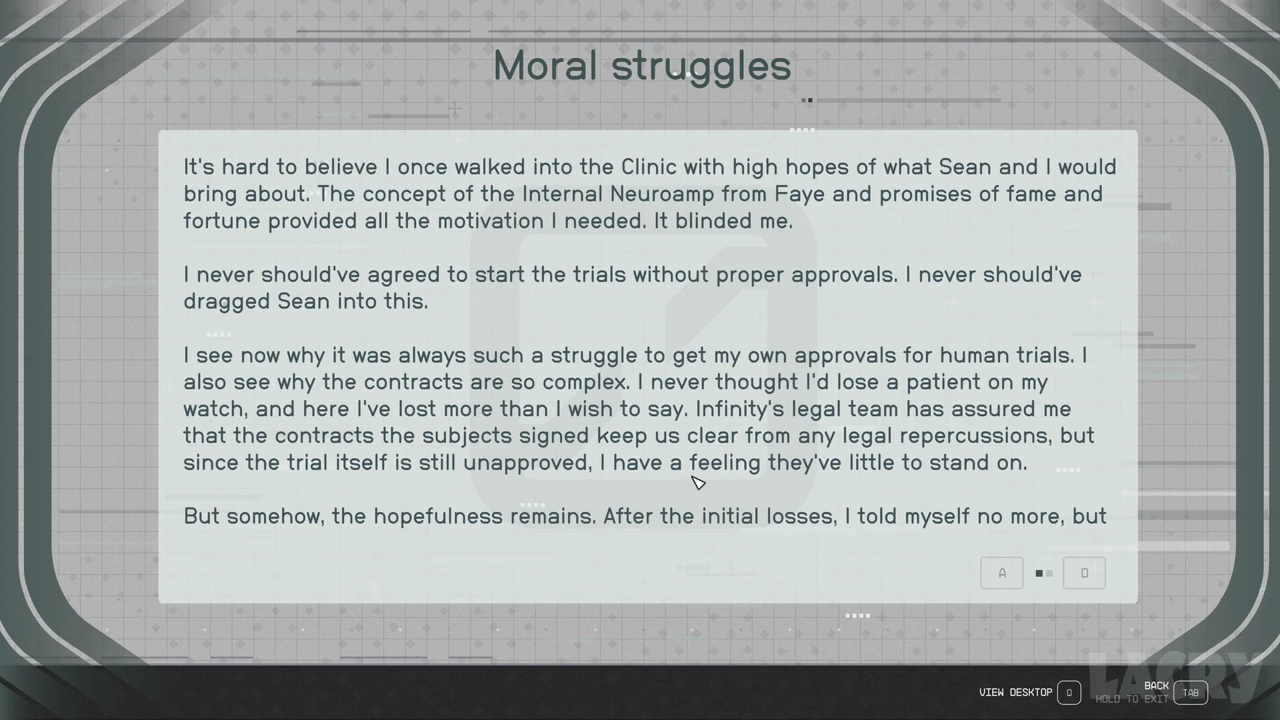 Moral struggles
It's hard to believe I once walked into the Clinic with high hopes of what Sean and I would
bring about. The concept of the Internal Neuroamp from Faye and promises of fame and
fortune provided all the motivation I needed. It blinded me.
I never should've agreed to start the trials without proper approvals. I never should've
dragged Sean into this.
I see now why it was always such a struggle to get my own approvals for human trials. I
also see why the contracts are so complex. I never thought I'd lose a patient on my
watch, and here I've lost more than I wish to say. Infinity's legal team has assured me
that the contracts the subjects signed keep us clear from any legal repercussions, but
since the trial itself is still unapproved, I have a feeling they've little to stand on.
But somehow, the hopefulness remains. After the initial losses, I told myself no more, but
A D
VIEW DESKTOP Q BACK TAB
HOLD TO EXIT
LACRY